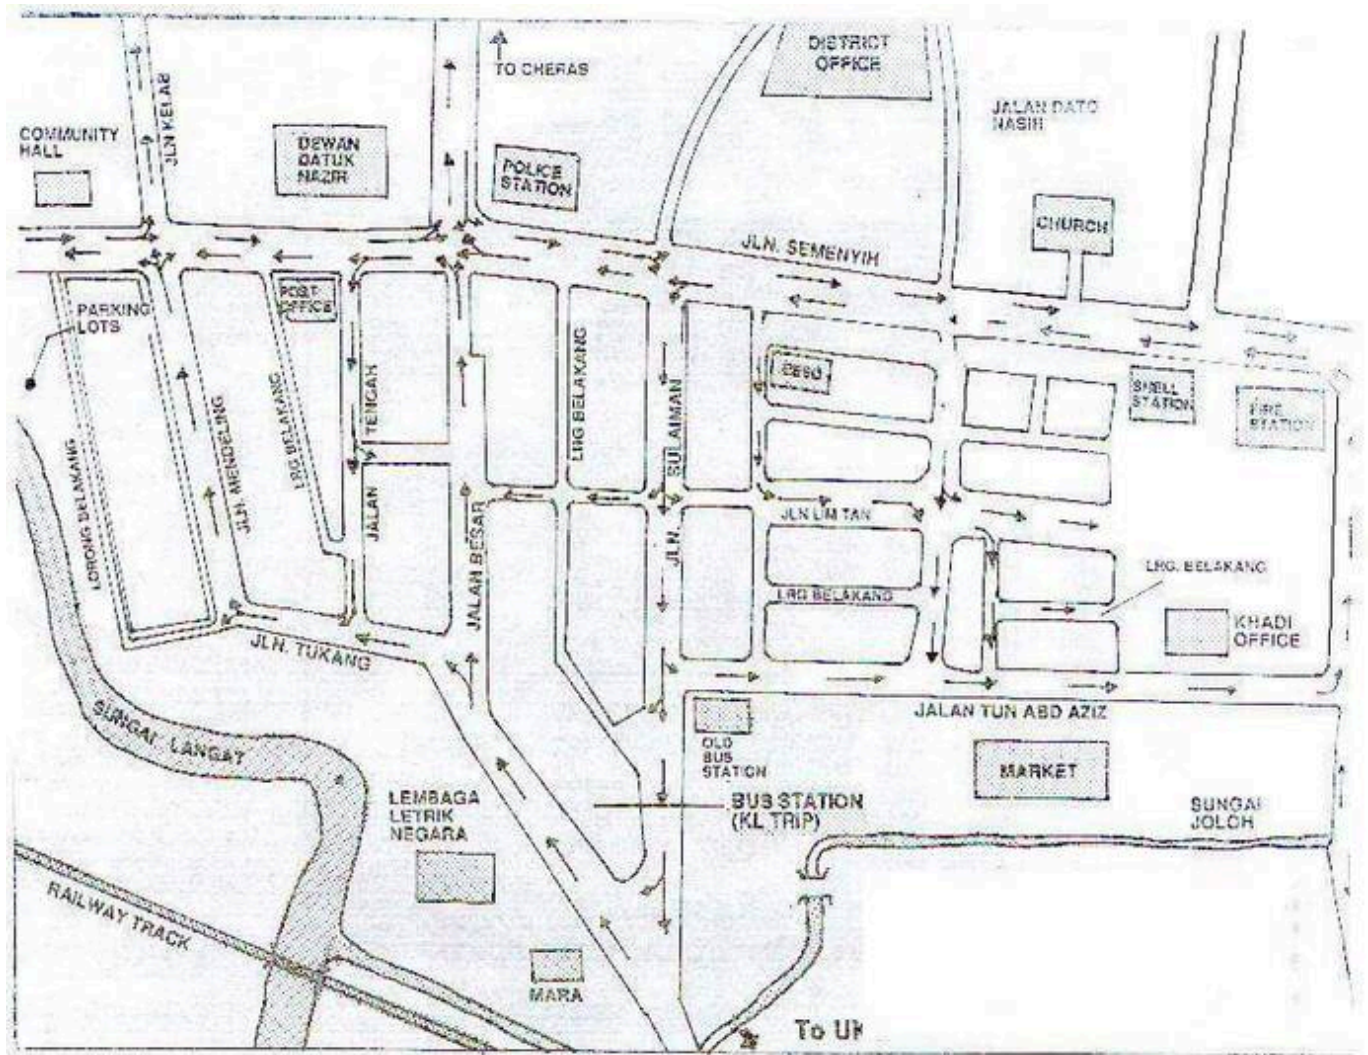 DISTRICT
OFFICE
TO CHERAS
JLN KELAB
COMMUNITY
HALL
DEWAN
DATUK
NAZIR
POLICE
STATION
JALAN DATO
NASIR
CHURCH
JLN. SEMENYIH
PARKING
LOTS
POST
OFFICE
SHELL
STATION
FIRE
STATION
LORONG BELAKANG
JLN. MENDELING
LRG BELAKANG
JALAN TENGAH
JALAN BESAR
LRG BELAKANG
JLN. SULAIMAN
JLN LIM TAN
LRG BELAKANG
LRG. BELAKANG
KHADI
OFFICE
JLN. TUKANG
JALAN TUN ABD AZIZ
SUNGAI LANGAT
OLD
BUS
STATION
MARKET
LEMBAGA
LETRIK
NEGARA
BUS STATION
(KL TRIP)
SUNGAI
JOLOH
RAILWAY TRACK
MARA
To UK